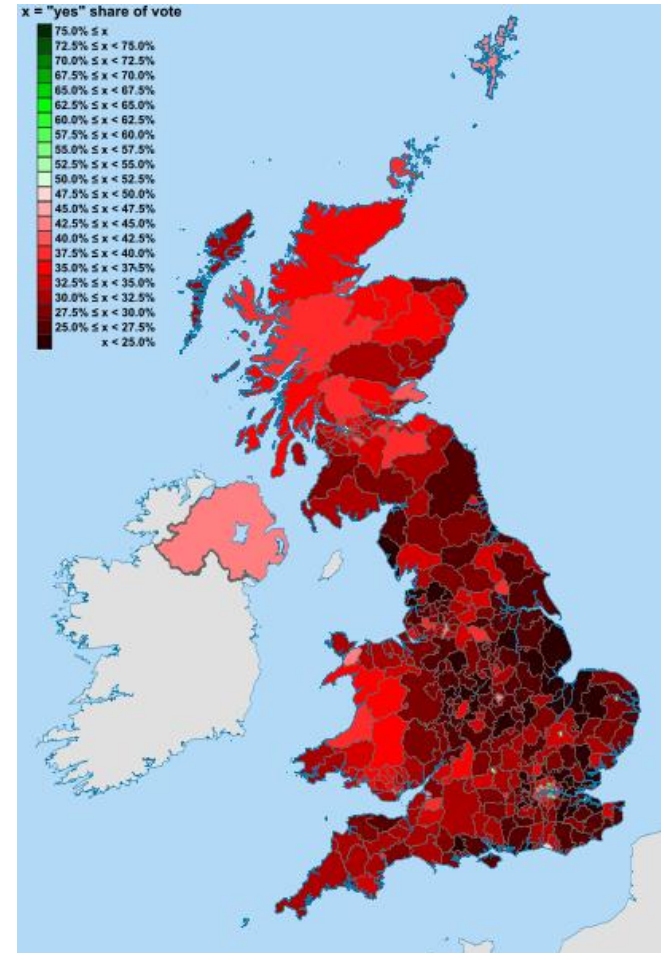 x = "yes" share of vote
75.0% ≤ x
72.5% ≤ x < 75.0%
70.0% ≤ x < 72.5%
67.5% ≤ x < 70.0%
65.0% ≤ x < 67.5%
62.5% ≤ x < 65.0%
60.0% ≤ x < 62.5%
57.5% ≤ x < 60.0%
55.0% ≤ x < 57.5%
52.5% ≤ x < 55.0%
50.0% ≤ x < 52.5%
47.5% ≤ x < 50.0%
45.0% ≤ x < 47.5%
42.5% ≤ x < 45.0%
40.0% ≤ x < 42.5%
37.5% ≤ x < 40.0%
35.0% ≤ x < 37.5%
32.5% ≤ x < 35.0%
30.0% ≤ x < 32.5%
27.5% ≤ x < 30.0%
25.0% ≤ x < 27.5%
x < 25.0%